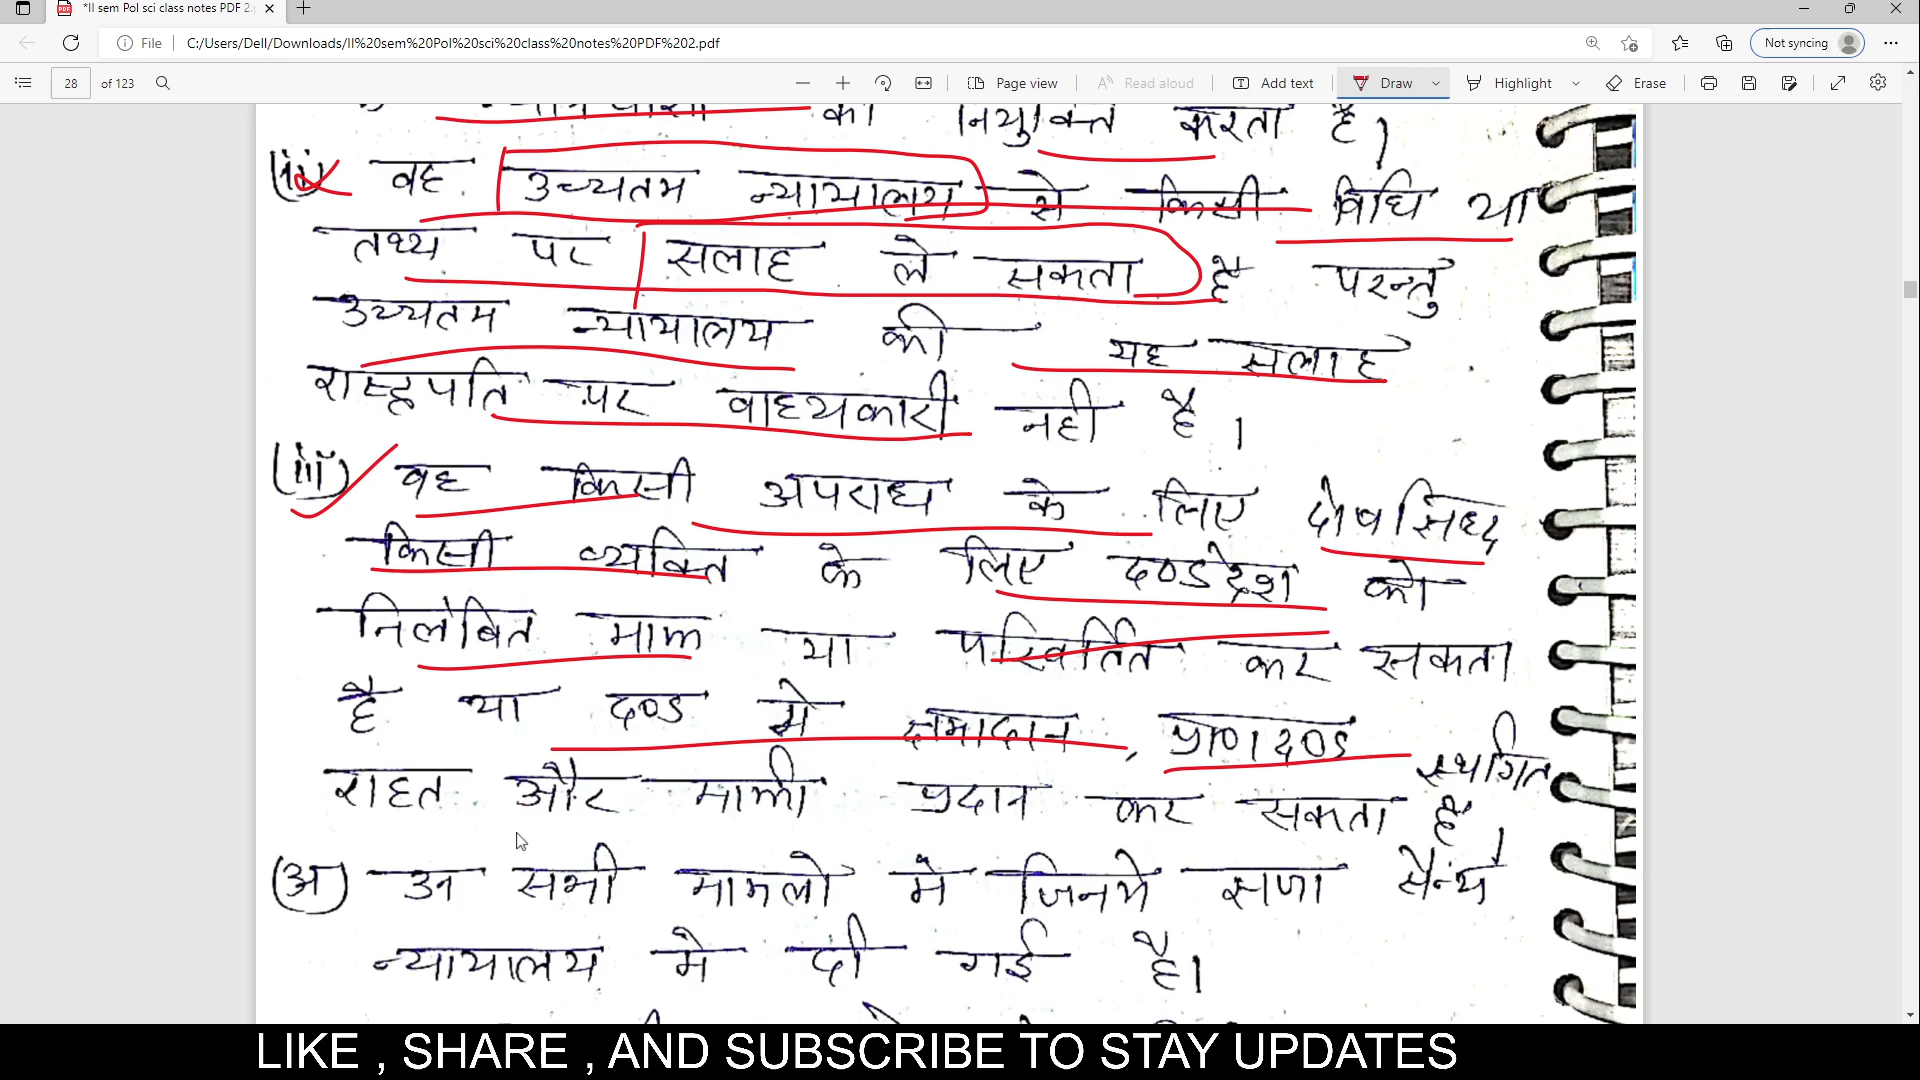 *II sem Pol sci class notes PDF 2.p
File C:/Users/Dell/Downloads/II%20sem%20Pol%20sci%20class%20notes%20PDF%202.pdf Not syncing
28 of 123 Page view Read aloud Add text Draw Highlight Erase
को नियुक्ति करता है।
(ii) वह उच्यतम न्यायालय से किसी विधि या
तथ्य पर सलाह ले सकता है परन्तु
उच्यतम न्यायालय की यह सलाह
राष्ट्रपति पर वाध्यकारी नही है।
(iii) वह किसी अपराध के लिए दोषसिध्द
किसी व्यक्ति के लिए दण्डदेश को
निलंबित माफ या परिवर्तित कर सकता
है या दण्ड मे क्षमादान, प्राणदण्ड स्थगित
राहत और माफी प्रदान कर सकता है।
(अ) उन सभी मामलो मे जिनमे सजा सैन्य
न्यायालय मे दी गई है।
LIKE , SHARE , AND SUBSCRIBE TO STAY UPDATES